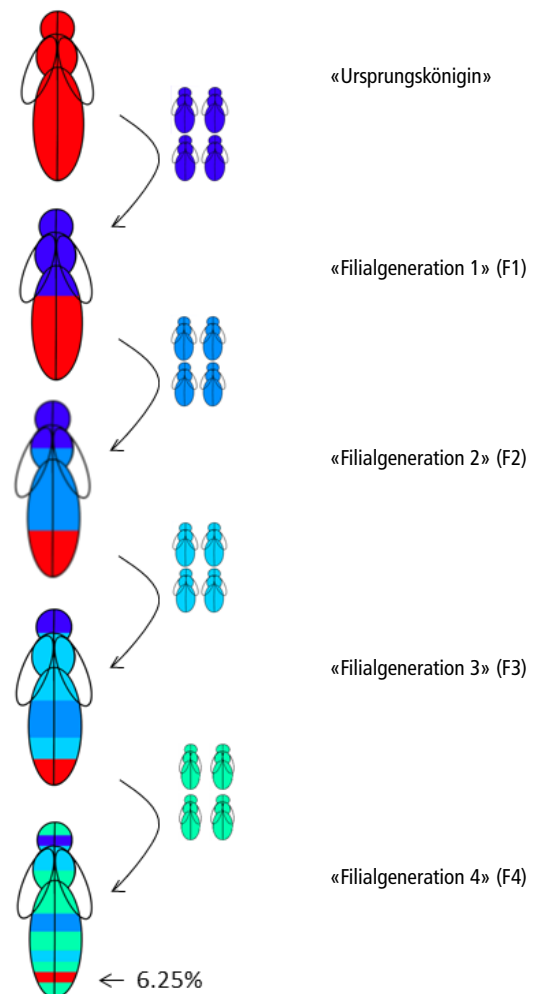 «Ursprungskönigin»
«Filialgeneration 1» (F1)
«Filialgeneration 2» (F2)
«Filialgeneration 3» (F3)
«Filialgeneration 4» (F4)
← 6.25%